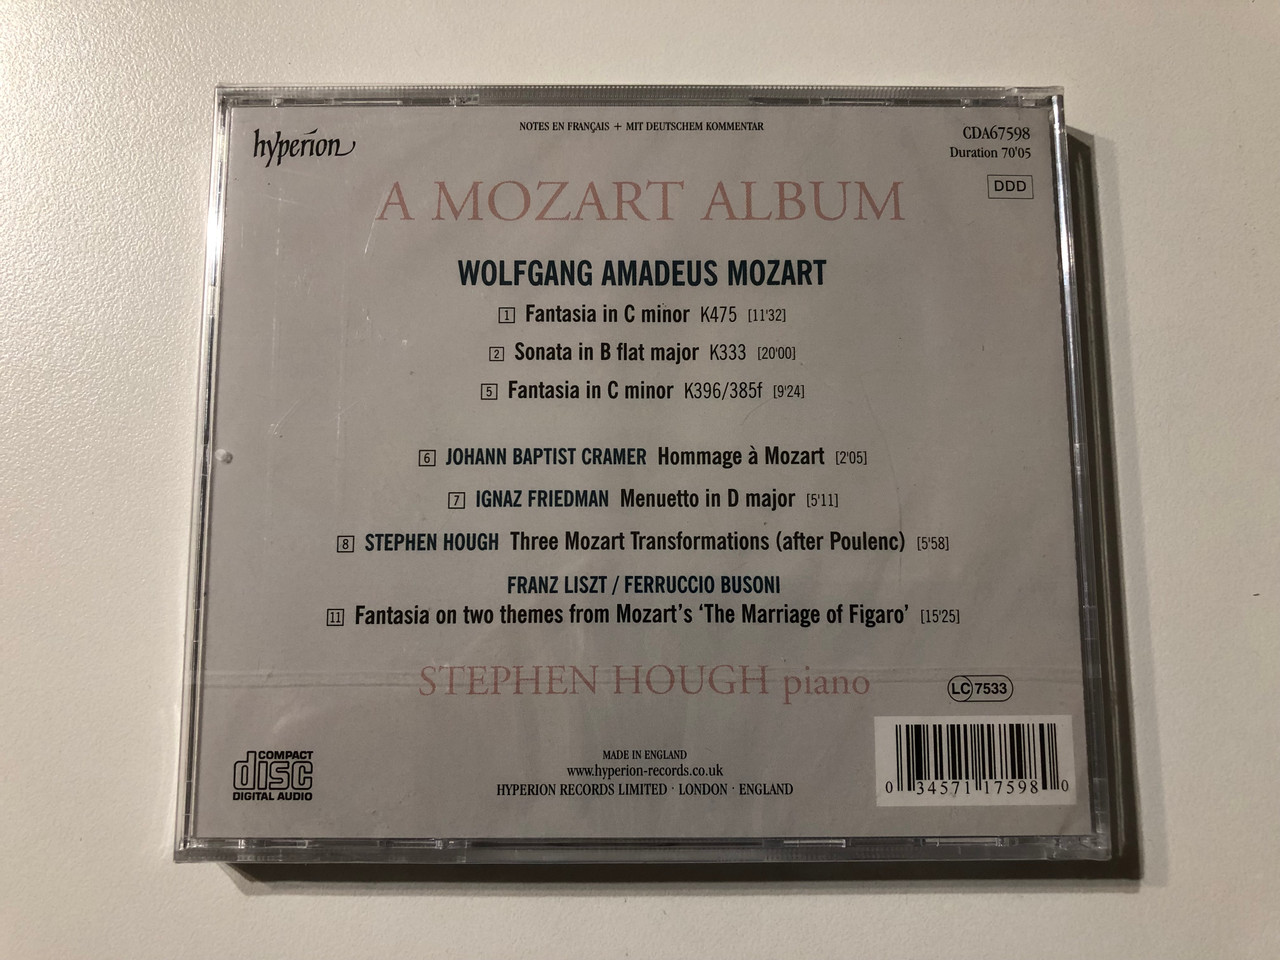 NOTES EN FRANÇAIS + MIT DEUTSCHEM KOMMENTAR
hyperion
CDA67598
Duration 70'05
DDD
A MOZART ALBUM
WOLFGANG AMADEUS MOZART
1 Fantasia in C minor K475 [11'32]
2 Sonata in B flat major K333 [20'00]
5 Fantasia in C minor K396/385f [9'24]
6 JOHANN BAPTIST CRAMER Hommage à Mozart [2'05]
7 IGNAZ FRIEDMAN Menuetto in D major [5'11]
8 STEPHEN HOUGH Three Mozart Transformations (after Poulenc) [5'58]
FRANZ LISZT / FERRUCCIO BUSONI
11 Fantasia on two themes from Mozart's ‘The Marriage of Figaro’ [15'25]
STEPHEN HOUGH piano
LC 7533
COMPACT
disc
DIGITAL AUDIO
MADE IN ENGLAND
www.hyperion-records.co.uk
HYPERION RECORDS LIMITED · LONDON · ENGLAND
0 34571 17598 0